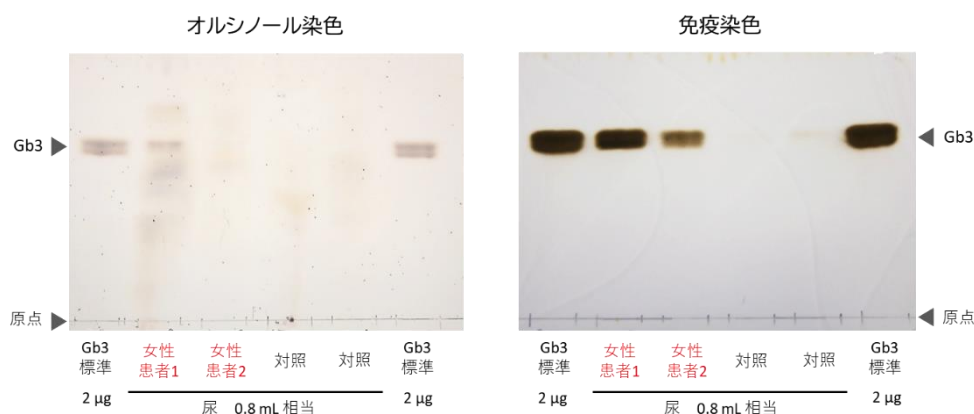 オルシノール染色
免疫染色
Gb3
Gb3
原点
原点
Gb3
標準
2 µg
女性
患者1
女性
患者2
対照
対照
Gb3
標準
2 µg
尿 0.8 mL 相当
Gb3
標準
2 µg
女性
患者1
女性
患者2
対照
対照
Gb3
標準
2 µg
尿 0.8 mL 相当